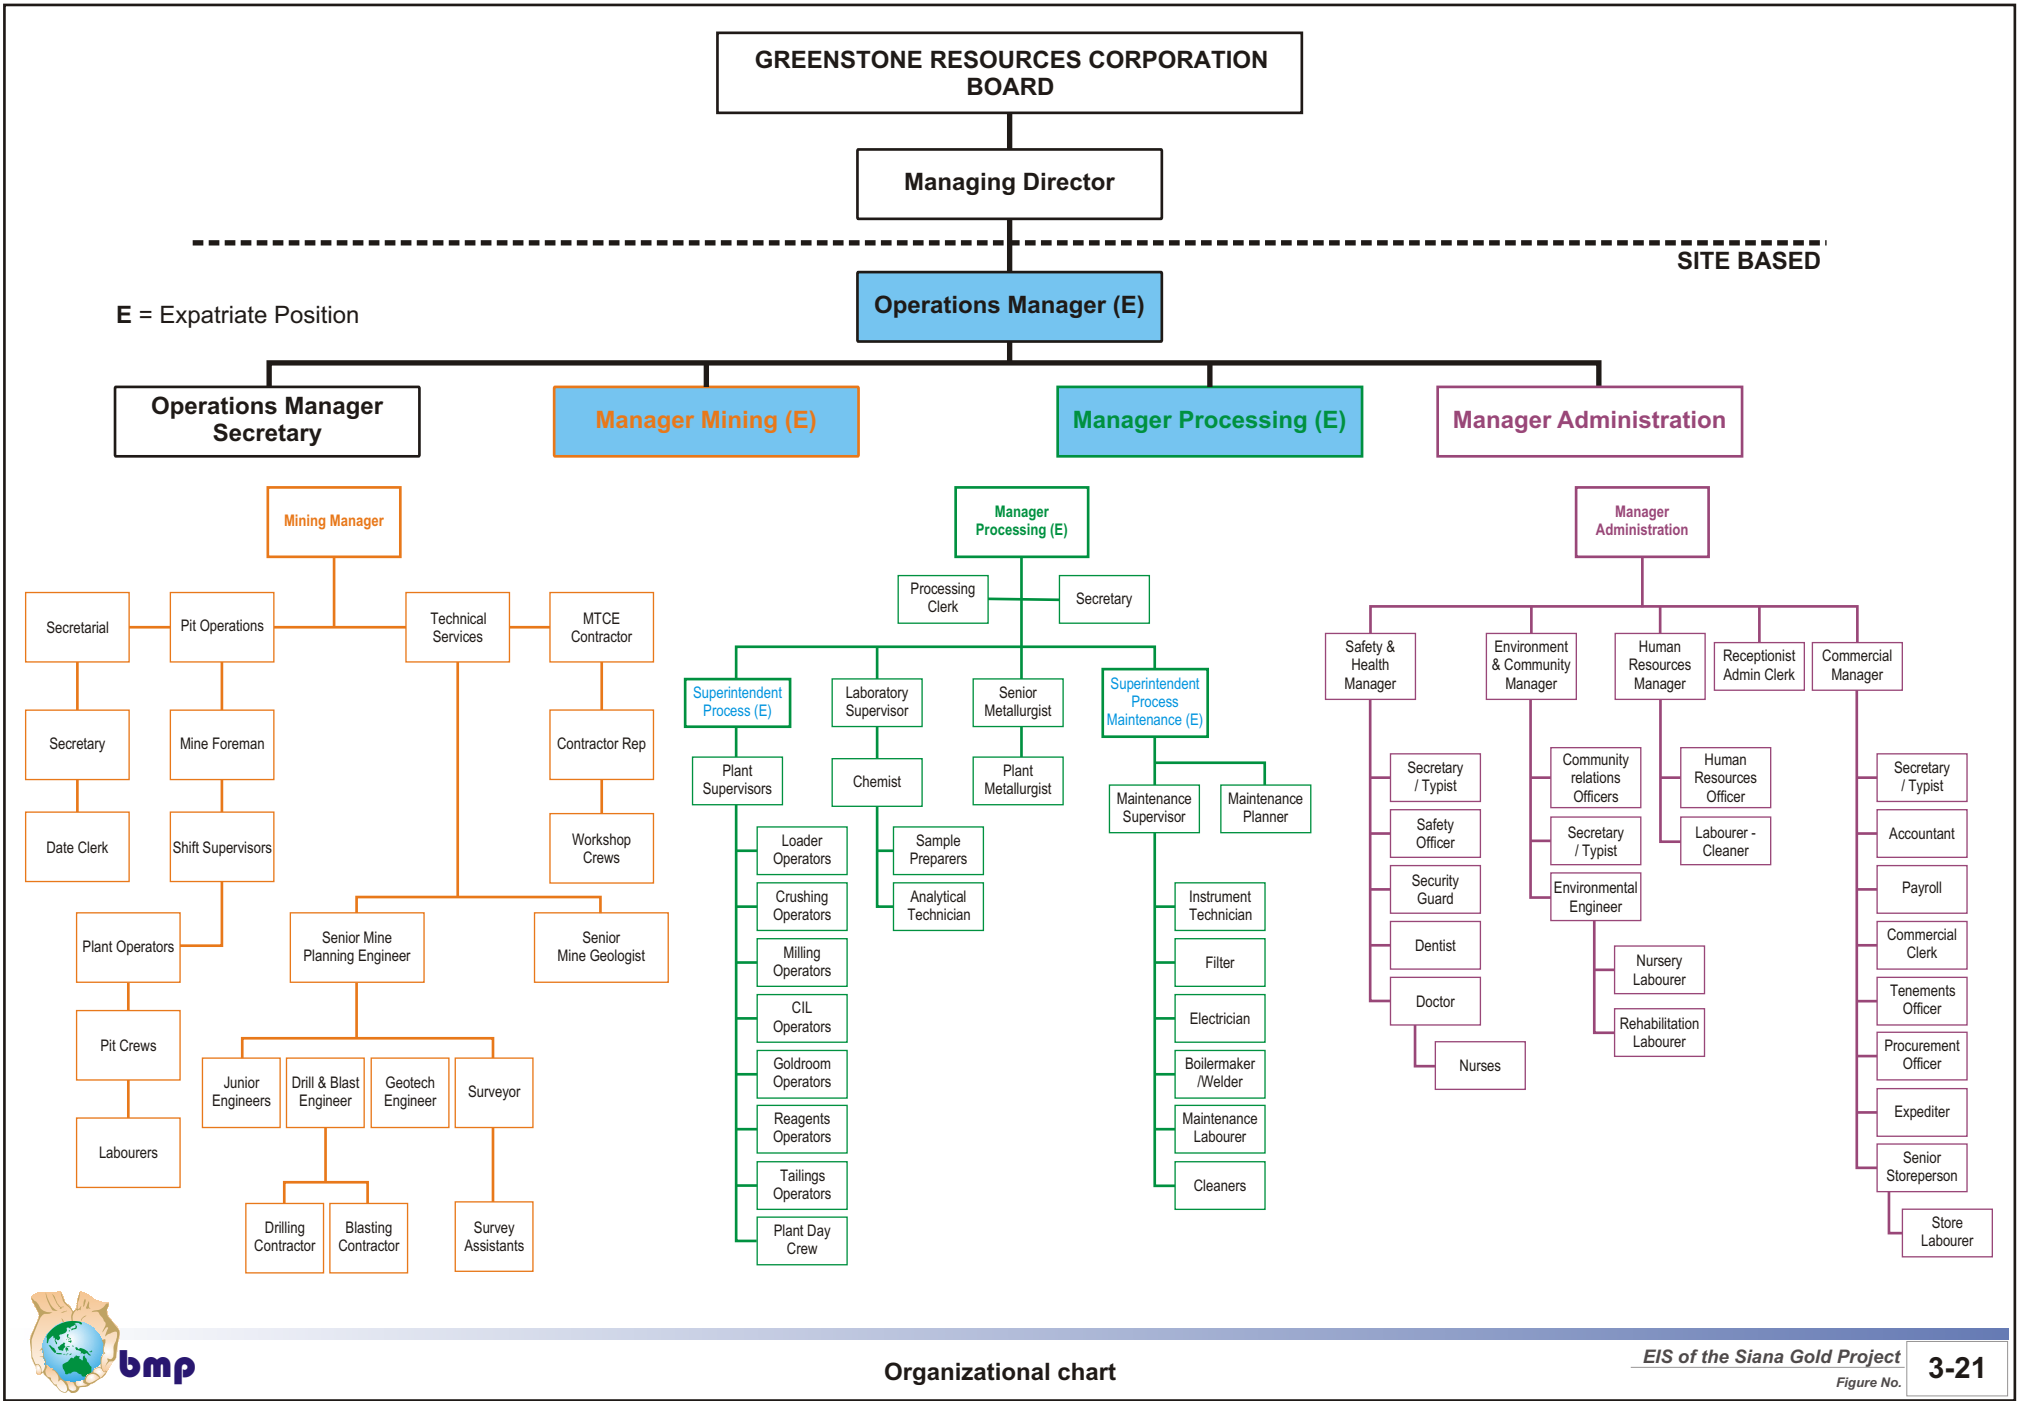 GREENSTONE RESOURCES CORPORATION
BOARD
Managing Director
SITE BASED
E = Expatriate Position
Operations Manager (E)
Operations Manager
Secretary
Manager Mining (E)
Manager Processing (E)
Manager Administration
Mining Manager
Secretarial
Pit Operations
Technical
Services
MTCE
Contractor
Secretary
Mine Foreman
Contractor Rep
Date Clerk
Shift Supervisors
Workshop
Crews
Plant Operators
Senior Mine
Planning Engineer
Senior
Mine Geologist
Pit Crews
Junior
Engineers
Drill & Blast
Engineer
Geotech
Engineer
Surveyor
Labourers
Drilling
Contractor
Blasting
Contractor
Survey
Assistants
Manager
Processing (E)
Processing
Clerk
Secretary
Superintendent
Process (E)
Laboratory
Supervisor
Senior
Metallurgist
Superintendent
Process
Maintenance (E)
Plant
Supervisors
Chemist
Plant
Metallurgist
Maintenance
Supervisor
Maintenance
Planner
Loader
Operators
Crushing
Operators
Milling
Operators
CIL
Operators
Goldroom
Operators
Reagents
Operators
Tailings
Operators
Plant Day
Crew
Sample
Preparers
Analytical
Technician
Instrument
Technician
Filter
Electrician
Boilermaker
/Welder
Maintenance
Labourer
Cleaners
Manager
Administration
Safety &
Health
Manager
Environment
& Community
Manager
Human
Resources
Manager
Receptionist
Admin Clerk
Commercial
Manager
Secretary
/ Typist
Safety
Officer
Security
Guard
Dentist
Doctor
Nurses
Community
relations
Officers
Secretary
/ Typist
Environmental
Engineer
Nursery
Labourer
Rehabilitation
Labourer
Human
Resources
Officer
Labourer -
Cleaner
Secretary
/ Typist
Accountant
Payroll
Commercial
Clerk
Tenements
Officer
Procurement
Officer
Expediter
Senior
Storeperson
Store
Labourer
bmp
Organizational chart
EIS of the Siana Gold Project
Figure No.
3-21